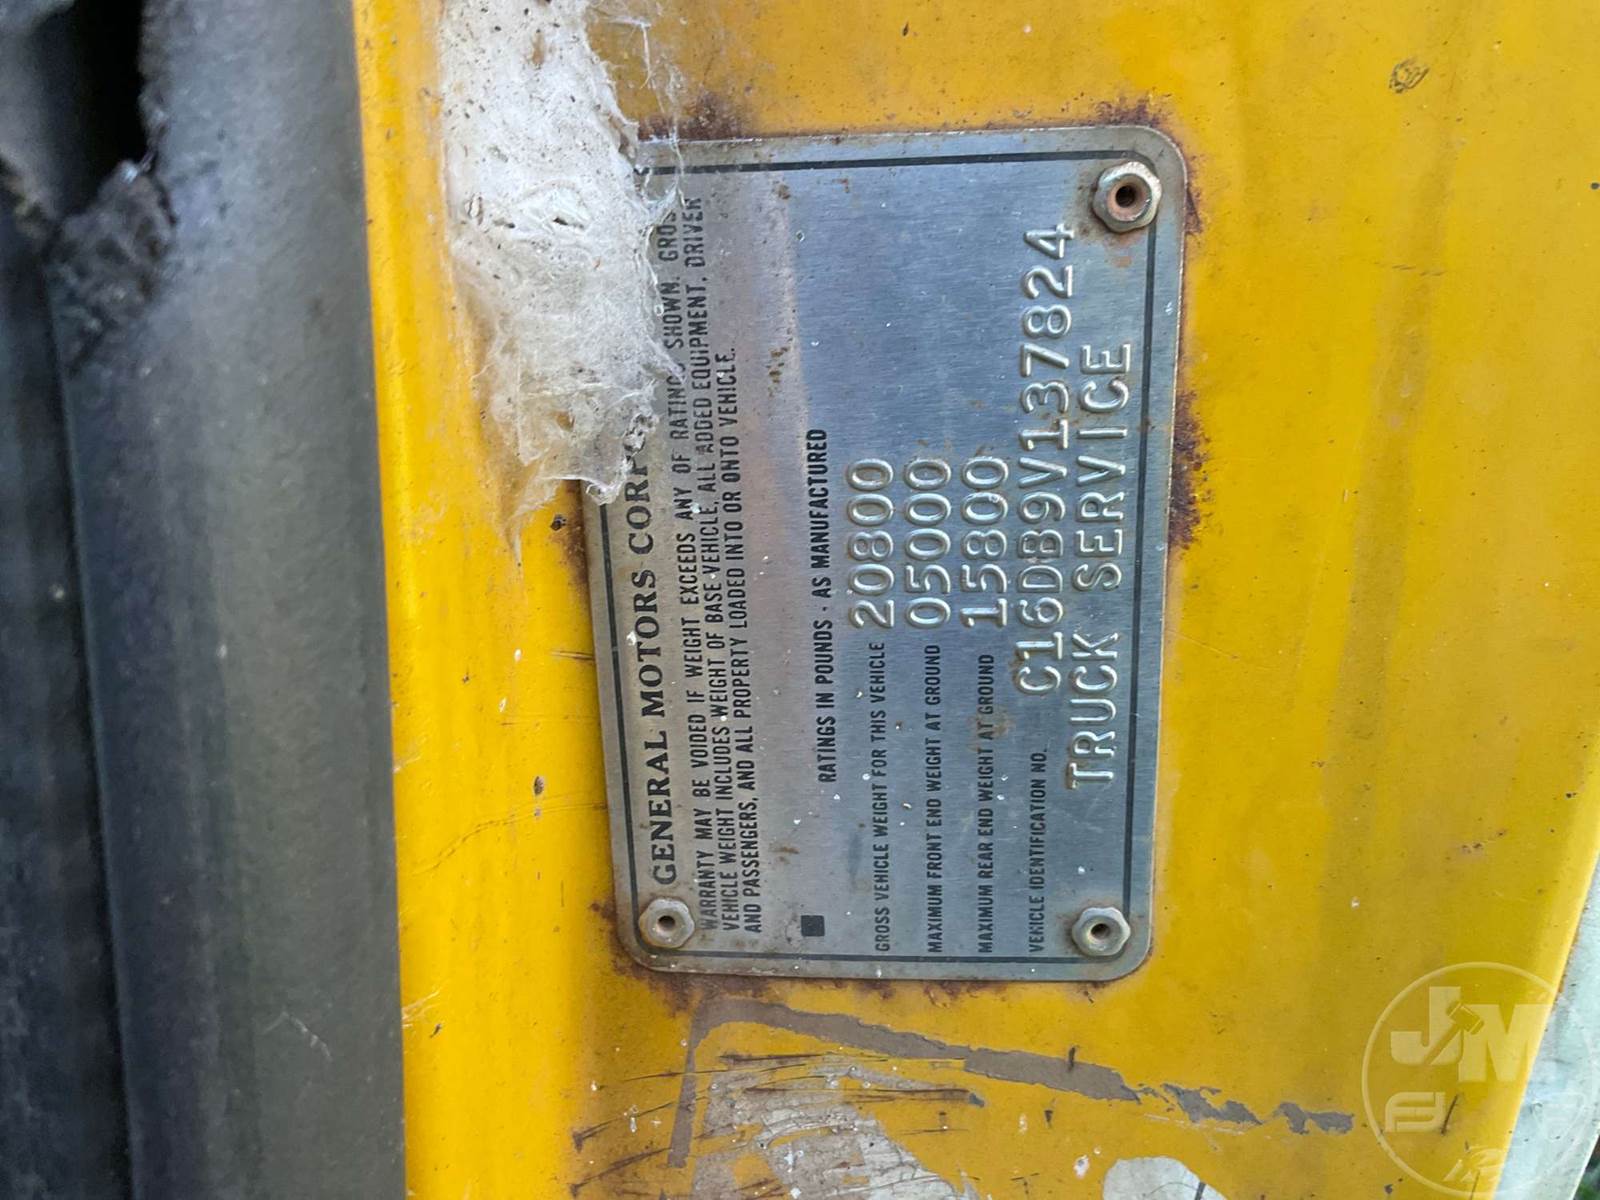 GENERAL MOTORS
WARRANTY MAY BE VOIDED IF WEIGHT EXCEEDS ANY OF RATINGS SHOWN.
VEHICLE WEIGHT INCLUDES WEIGHT OF BASE VEHICLE, ALL ADDED EQUIPMENT, DRIVER
AND PASSENGERS, AND ALL PROPERTY LOADED INTO OR ONTO VEHICLE.
RATINGS IN POUNDS - AS MANUFACTURED
GROSS VEHICLE WEIGHT FOR THIS VEHICLE 20800
MAXIMUM FRONT END WEIGHT AT GROUND 05000
MAXIMUM REAR END WEIGHT AT GROUND 15800
VEHICLE IDENTIFICATION NO. C16DB9V137824
TRUCK SERVICE
JM